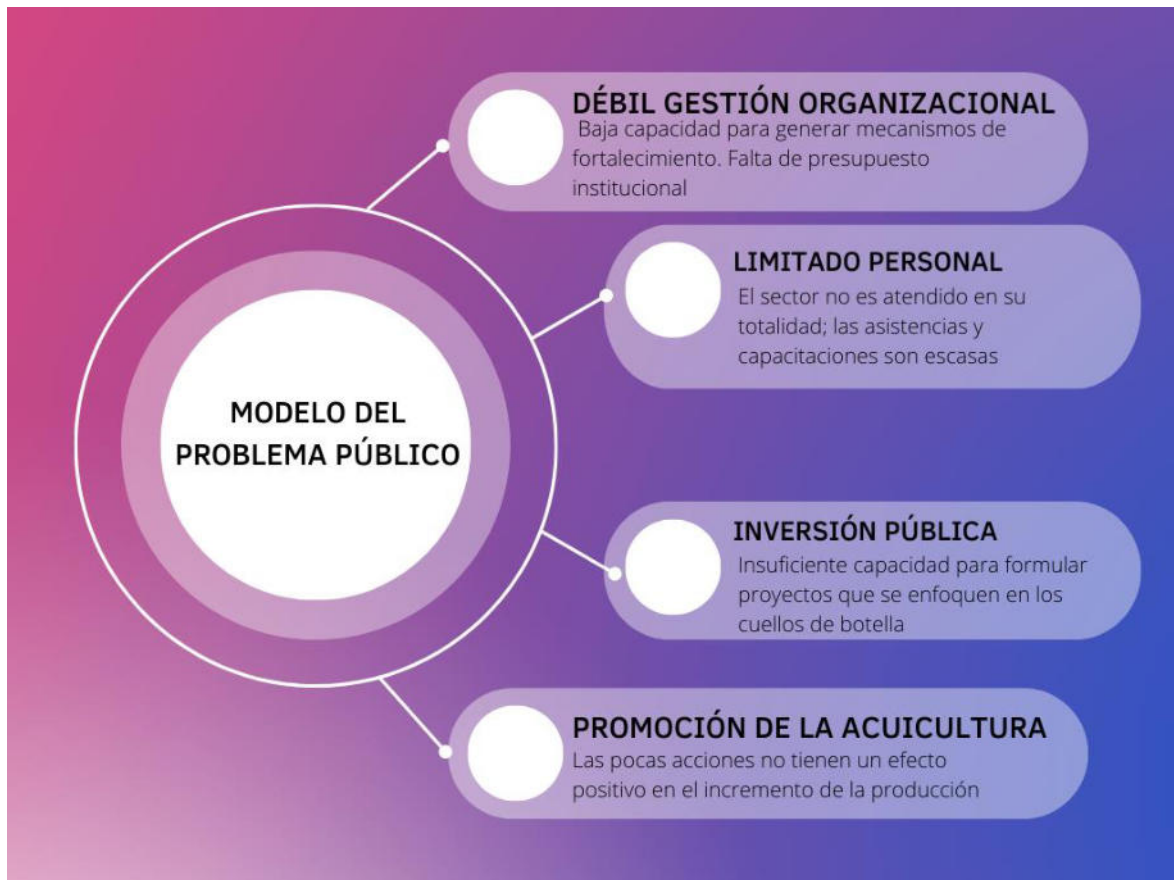 DÉBIL GESTIÓN ORGANIZACIONAL
Baja capacidad para generar mecanismos de
fortalecimiento. Falta de presupuesto
institucional
LIMITADO PERSONAL
El sector no es atendido en su
totalidad; las asistencias y
capacitaciones son escasas
MODELO DEL
PROBLEMA PÚBLICO
INVERSIÓN PÚBLICA
Insuficiente capacidad para formular
proyectos que se enfoquen en los
cuellos de botella
PROMOCIÓN DE LA ACUICULTURA
Las pocas acciones no tienen un efecto
positivo en el incremento de la producción